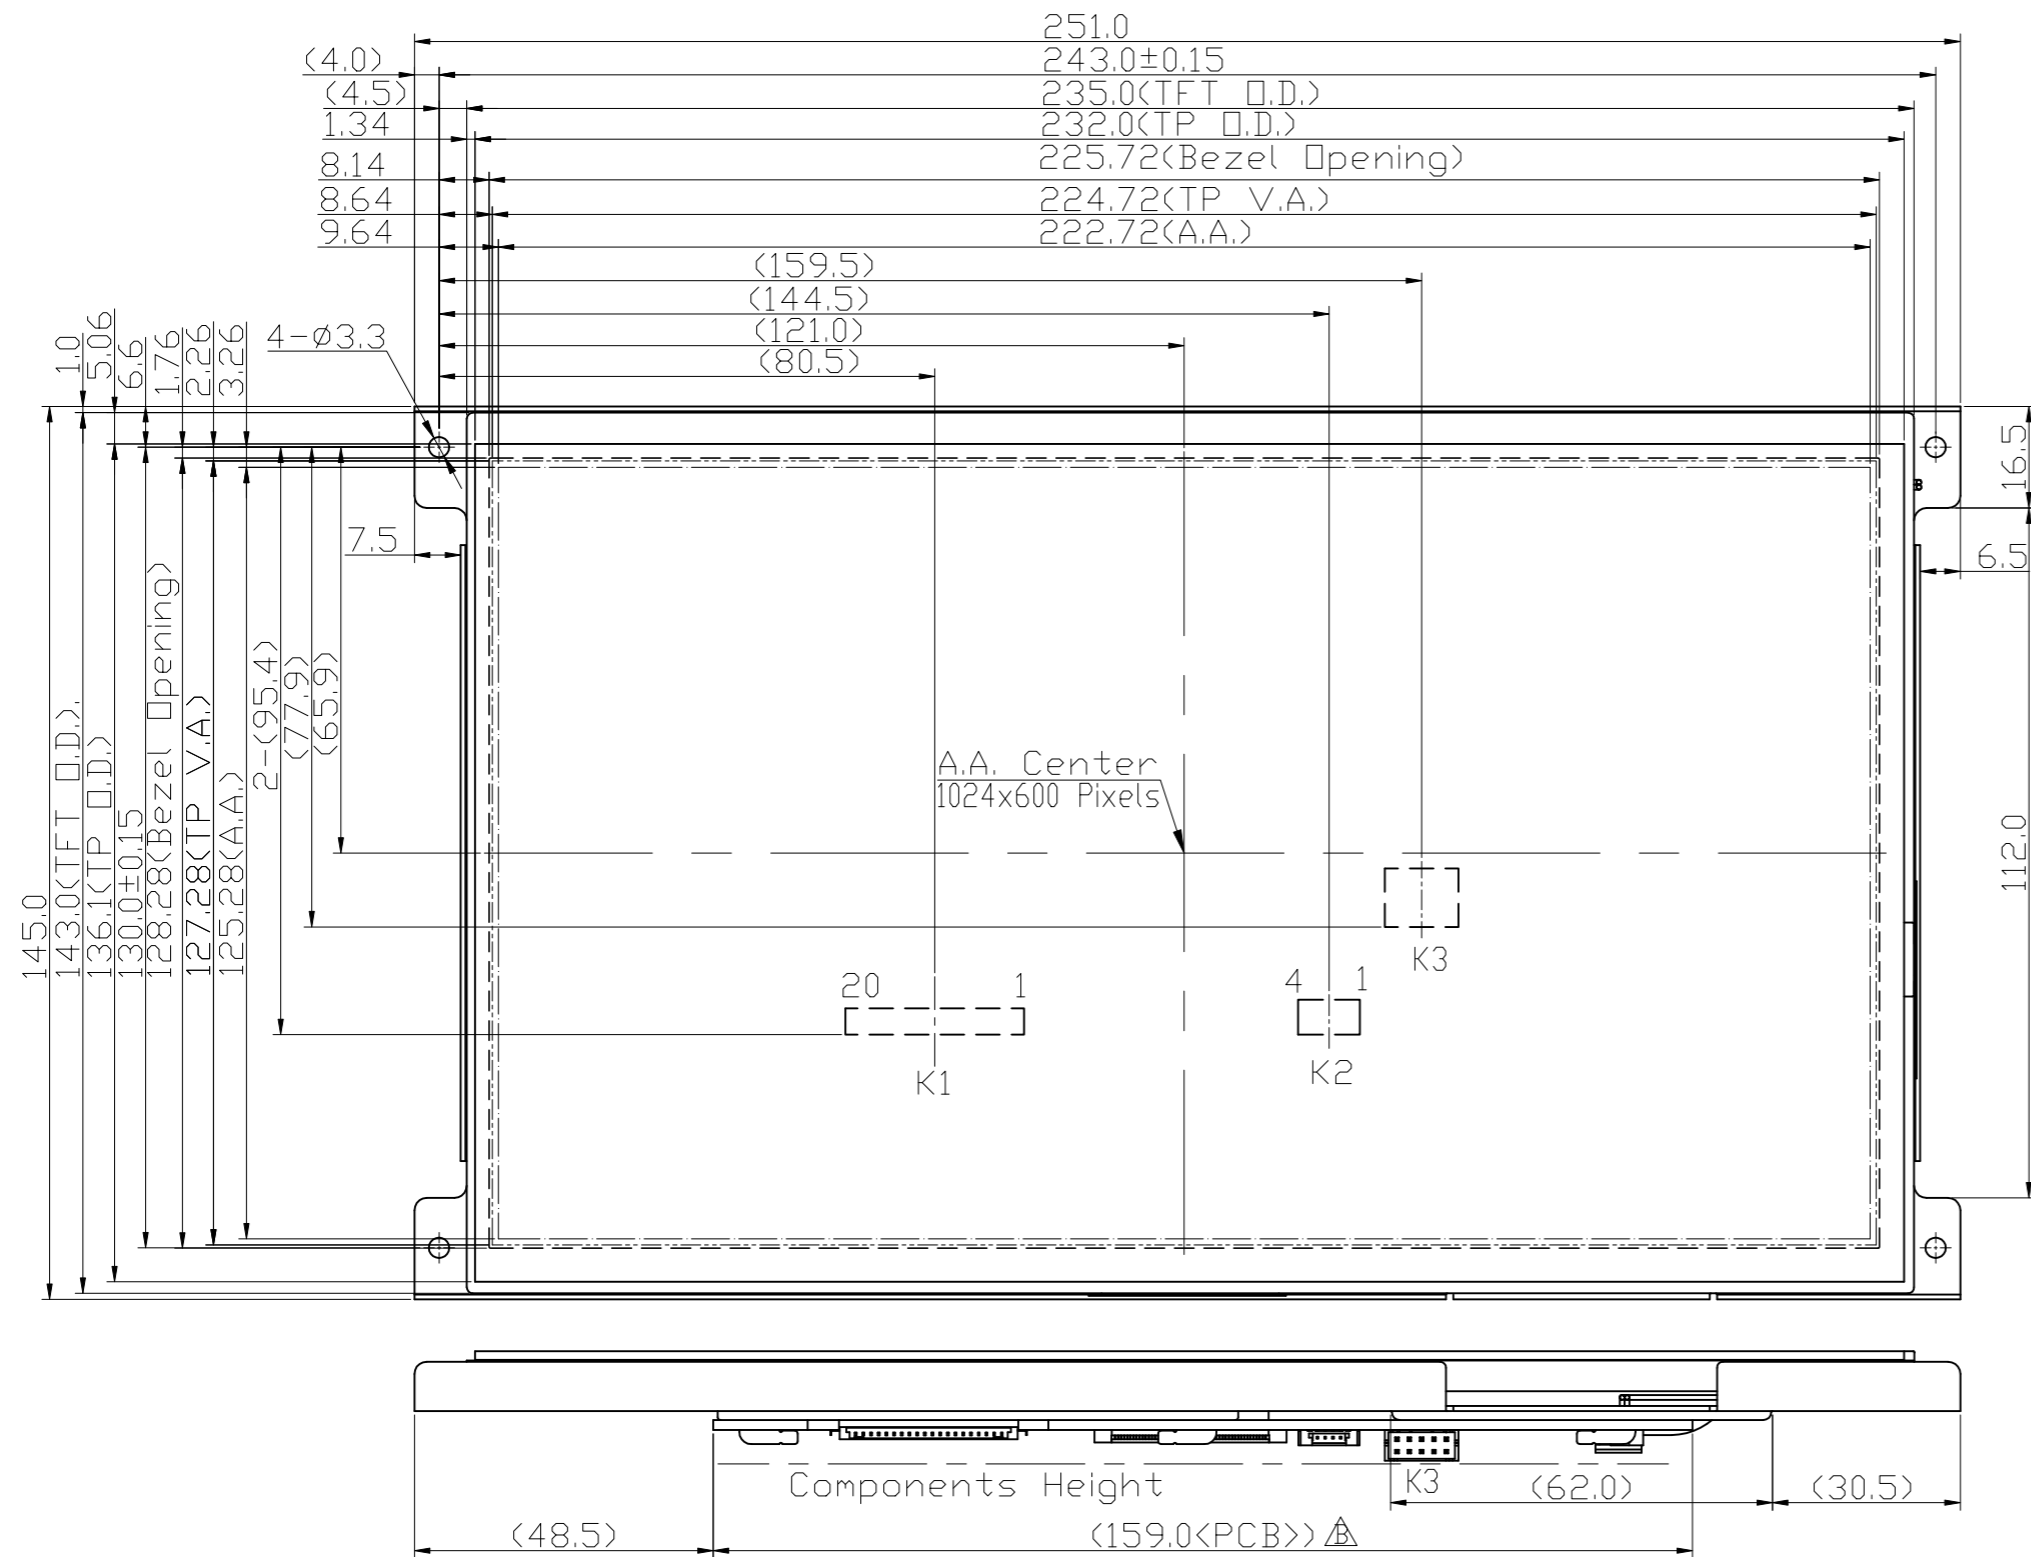 251.0
(4.0)
243.0±0.15
(4.5)
235.0(TFT O.D.)
1.34
232.0(TP O.D.)
8.14
225.72(Bezel Opening)
8.64
224.72(TP V.A.)
9.64
222.72(A.A.)
(159.5)
(144.5)
(121.0)
(80.5)
4-Ø3.3
1.0
5.06
6.6
1.76
2.26
3.26
16.5
7.5
6.5
145.0
143.0(TFT O.D.).
136.1(TP O.D.)
130.0±0.15
128.28(Bezel Opening)
127.28(TP V.A.)
125.28(A.A.)
2-(95.4)
(77.9)
(65.9)
A.A. Center
1024x600 Pixels
112.0
K3
20
1
4
1
K1
K2
Components Height
K3
(62.0)
(30.5)
(48.5)
(159.0<PCB>)
B